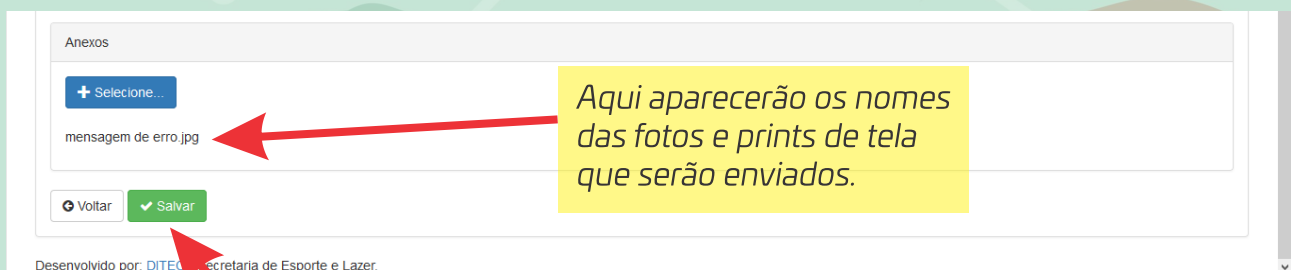 Anexos
+ Selecione...
Aqui aparecerão os nomes
das fotos e prints de tela
que serão enviados.
mensagem de erro.jpg
Voltar
Salvar
Desenvolvido por: DITEC ecretaria de Esporte e Lazer.